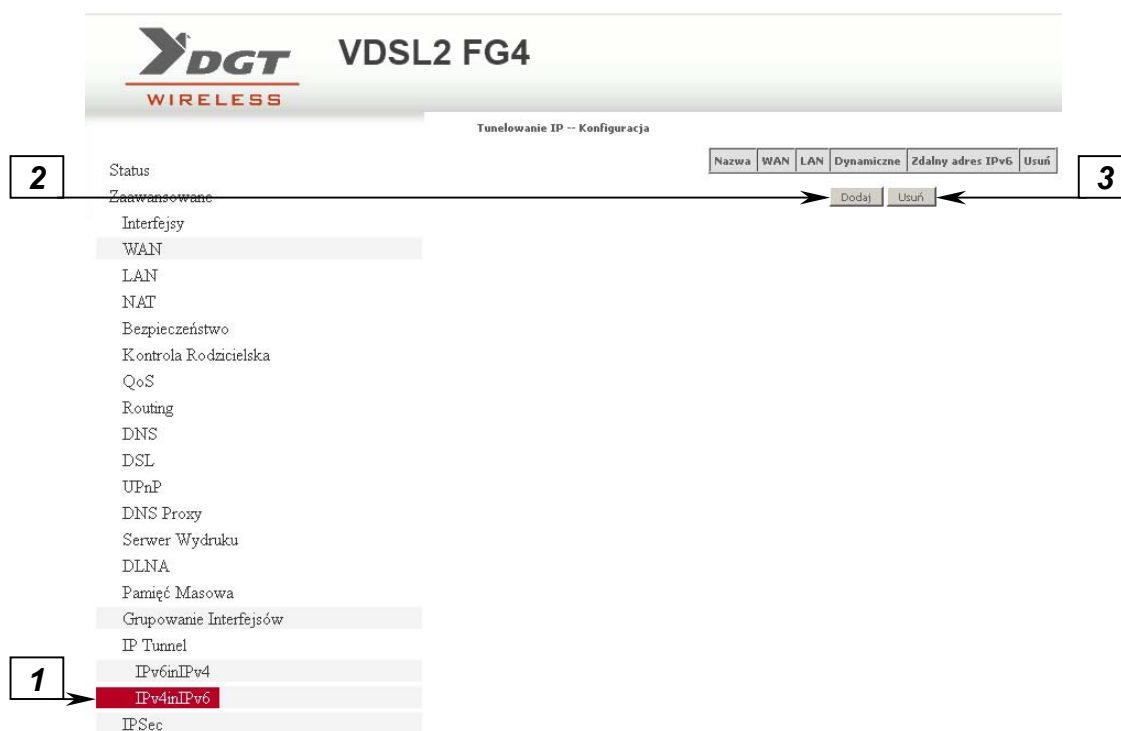 DGT
WIRELESS
VDSL2 FG4
Tunelowanie IP -- Konfiguracja
Nazwa WAN LAN Dynamiczne Zdalny adres IPv6 Usuń
2
3
Dodaj Usuń
Status
Zaawansowane
Interfejsy
WAN
LAN
NAT
Bezpieczeństwo
Kontrola Rodzicielska
QoS
Routing
DNS
DSL
UPnP
DNS Proxy
Serwer Wydruku
DLNA
Pamięć Masowa
Grupowanie Interfejsów
IP Tunnel
IPv6inIPv4
1
IPv4inIPv6
IPSec